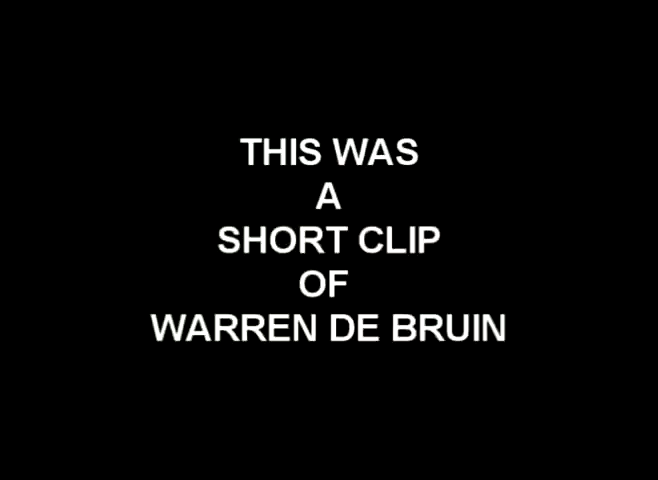 THIS WAS
A
SHORT CLIP
OF
WARREN DE BRUIN